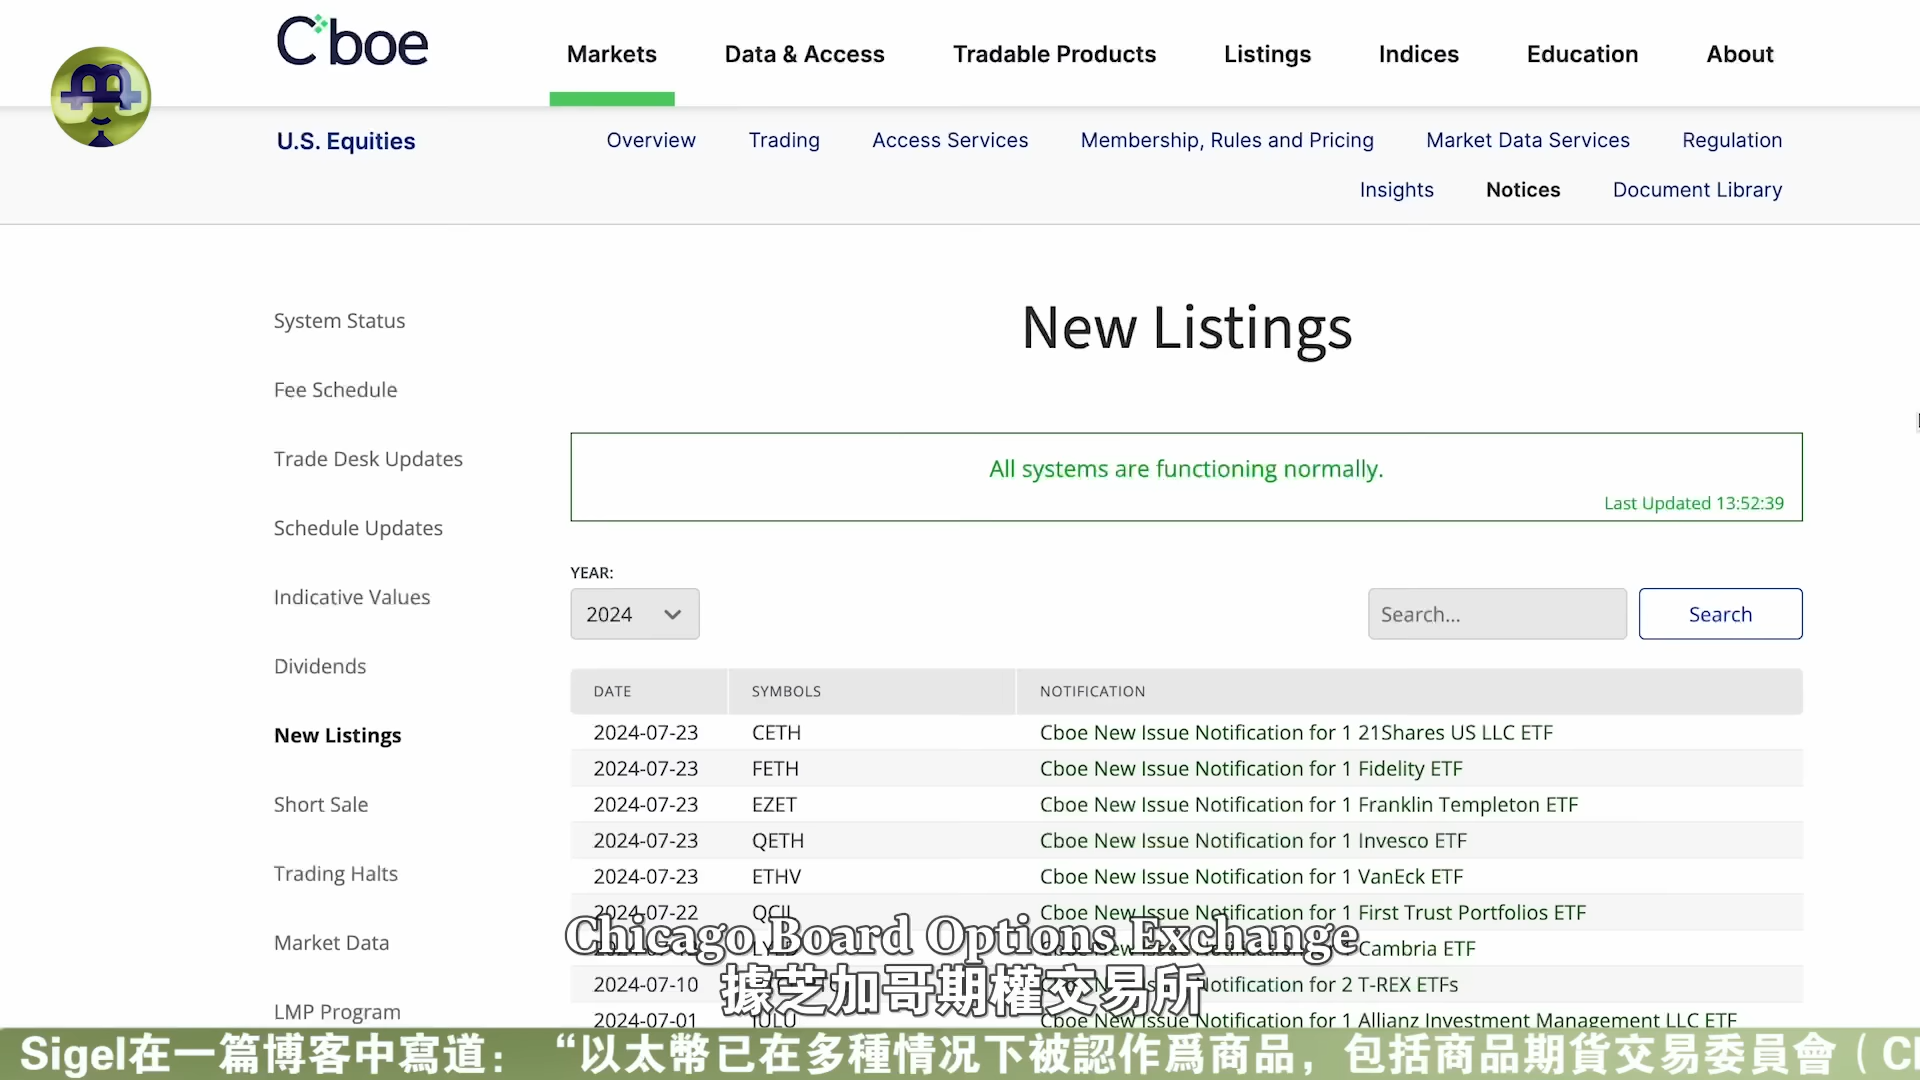 Cboe
Markets Data & Access Tradable Products Listings Indices Education About
U.S. Equities Overview Trading Access Services Membership, Rules and Pricing Market Data Services Regulation
Insights Notices Document Library
New Listings
System Status
Fee Schedule
Trade Desk Updates
Schedule Updates
Indicative Values
Dividends
New Listings
Short Sale
Trading Halts
Market Data
LMP Program
All systems are functioning normally.
Last Updated 13:52:39
YEAR:
2024 Search... Search
DATE SYMBOLS NOTIFICATION
2024-07-23 CETH Cboe New Issue Notification for 1 21Shares US LLC ETF
2024-07-23 FETH Cboe New Issue Notification for 1 Fidelity ETF
2024-07-23 EZET Cboe New Issue Notification for 1 Franklin Templeton ETF
2024-07-23 QETH Cboe New Issue Notification for 1 Invesco ETF
2024-07-23 ETHV Cboe New Issue Notification for 1 VanEck ETF
2024-07-22 Cboe New Issue Notification for 1 First Trust Portfolios ETF
Cambria ETF
2024-07-10 for 2 T-REX ETFs
2024-07-01 Cboe New Issue Notification for 1 Allianz Investment Management LLC ETF
Chicago Board Options Exchange
據芝加哥期權交易所
Sigel在一篇博客中寫道：“以太幣已在多種情況下被認作爲商品，包括商品期貨交易委員會（C